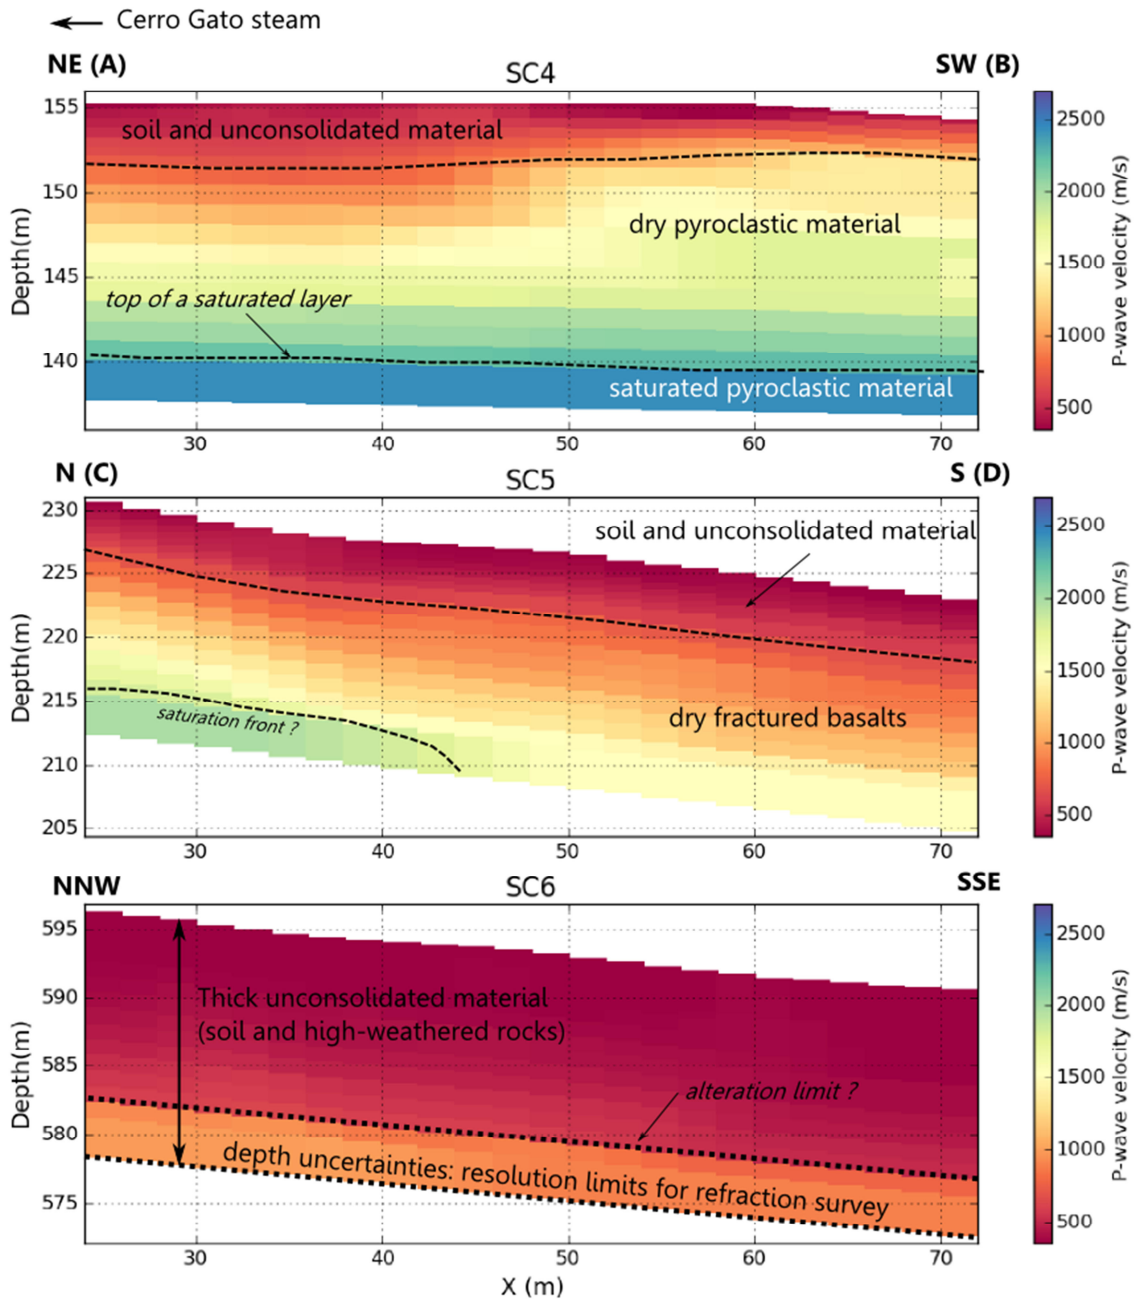 Cerro Gato steam
NE (A)
SC4
SW (B)
155
150
145
140
Depth(m)
soil and unconsolidated material
dry pyroclastic material
top of a saturated layer
saturated pyroclastic material
30 40 50 60 70
2500
2000
1500
1000
500
P-wave velocity (m/s)
N (C)
SC5
S (D)
230
225
220
215
210
205
Depth(m)
soil and unconsolidated material
saturation front ?
dry fractured basalts
30 40 50 60 70
2500
2000
1500
1000
500
P-wave velocity (m/s)
NNW
SC6
SSE
595
590
585
580
575
Depth(m)
Thick unconsolidated material
(soil and high-weathered rocks)
alteration limit ?
depth uncertainties: resolution limits for refraction survey
30 40 50 60 70
X (m)
2500
2000
1500
1000
500
P-wave velocity (m/s)